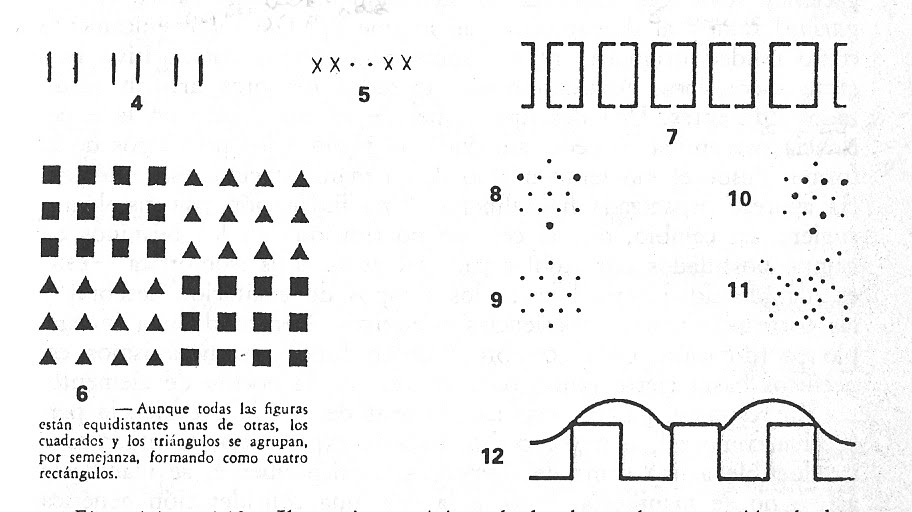 4
X X · · X X
5
7
8
10
9
11
6
— Aunque todas las figuras
están equidistantes unas de otras, los
cuadrados y los triángulos se agrupan,
por semejanza, formando como cuatro
rectángulos.
12